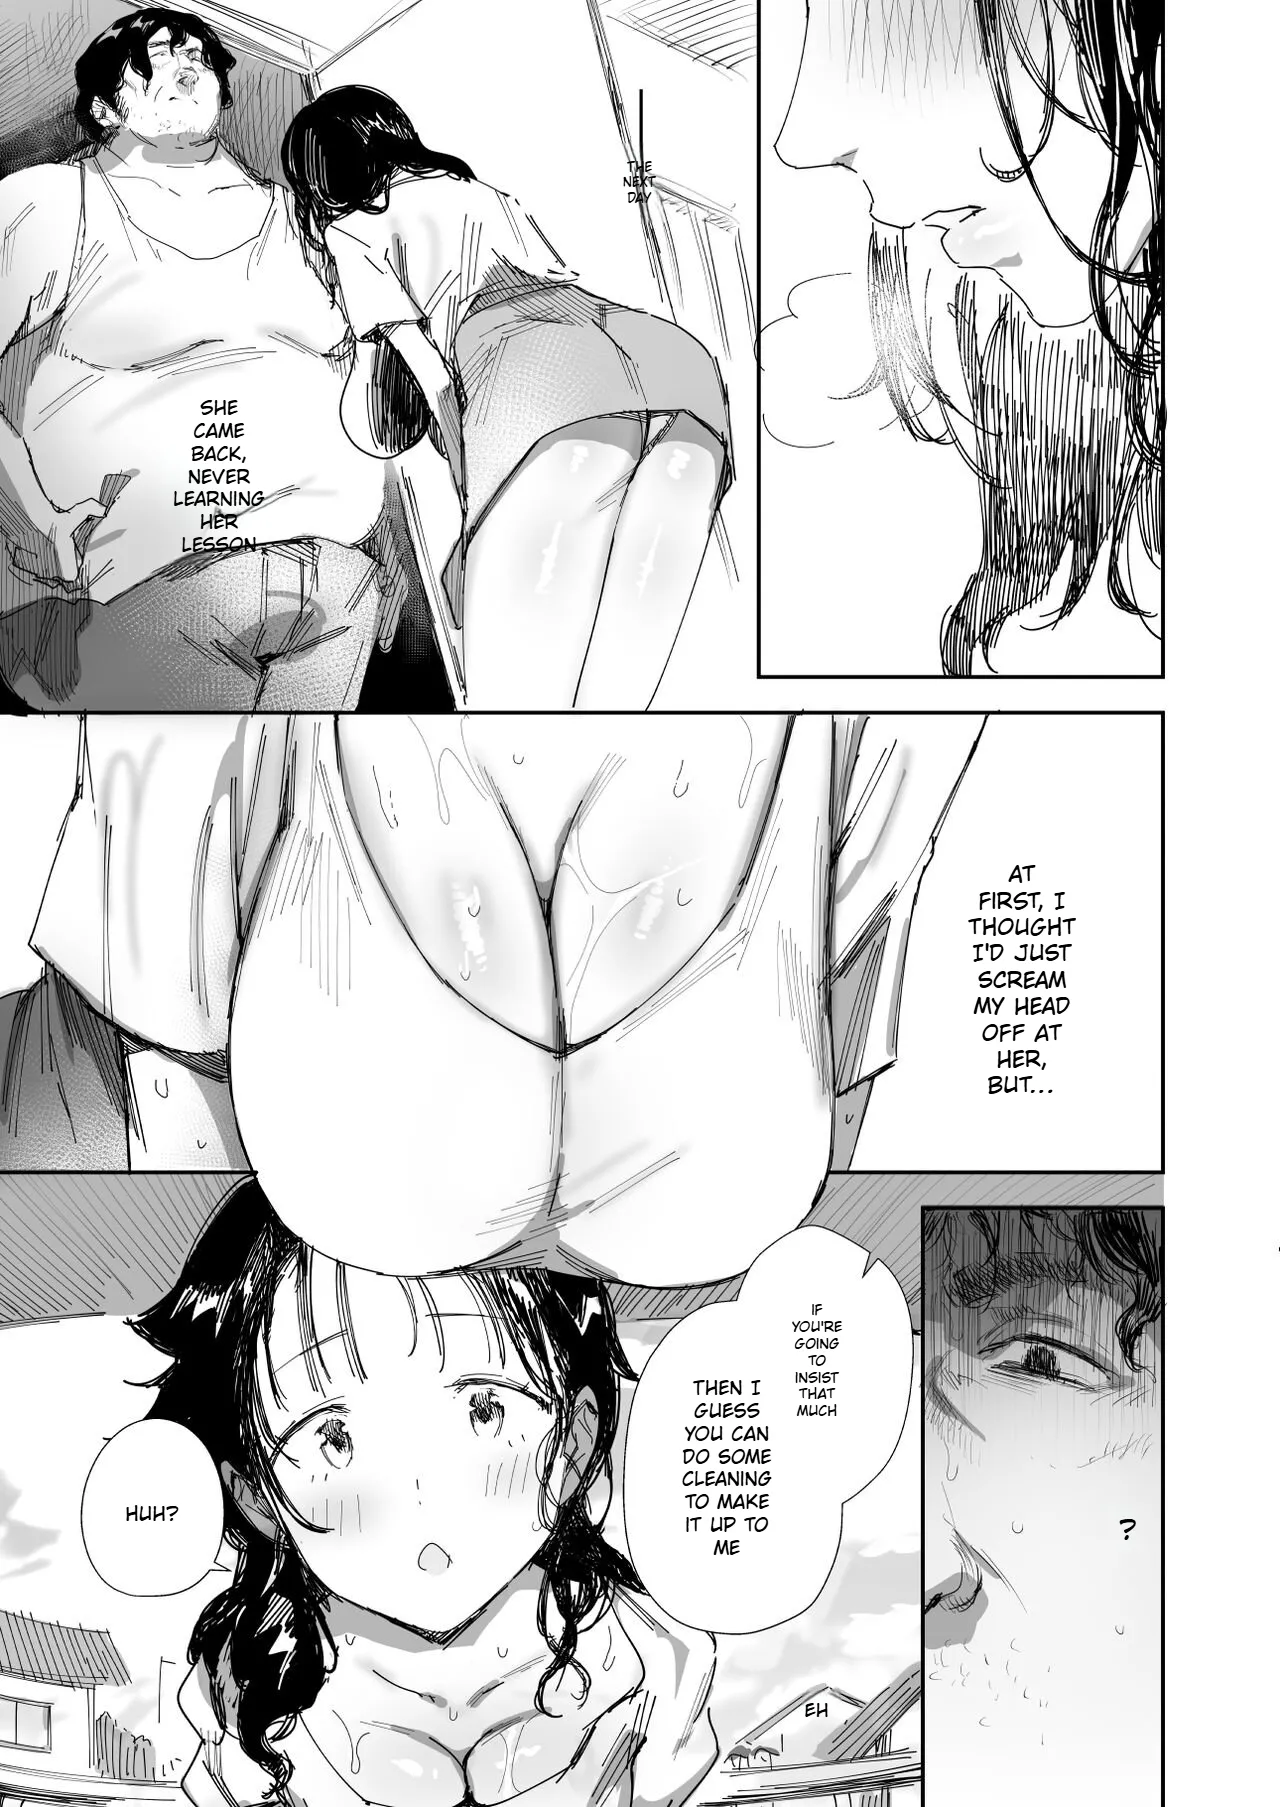 THE
NEXT
DAY
SHE
CAME
BACK,
NEVER
LEARNING
HER
LESSON
AT
FIRST, I
THOUGHT
I'D JUST
SCREAM
MY HEAD
OFF AT
HER,
BUT...
?
IF
YOU'RE
GOING
TO
INSIST
THAT
MUCH
THEN I
GUESS
YOU CAN
DO SOME
CLEANING
TO MAKE
IT UP TO
ME
HUH?
EH